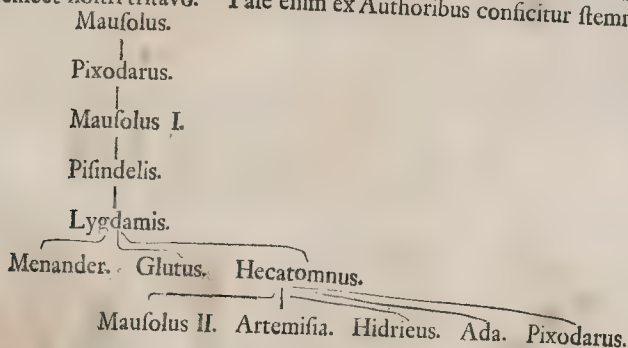 Tale enim ex Authoribus conficitur
Mauſolus.
Pixodarus.
Mauſolus I.
Piſindelis.
Lygdamis.
Menander. Glutus. Hecatomnus.
Mauſolus II. Artemiſia. Hidrieus. Ada. Pixodarus.